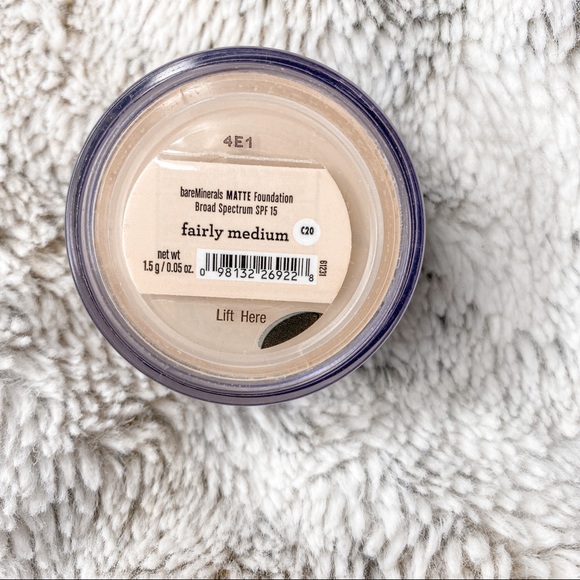 4E1
bareMinerals MATTE Foundation
Broad Spectrum SPF 15
fairly medium C20
net wt
1.5 g / 0.05 oz.
0 98132 26922 8
61231
Lift Here